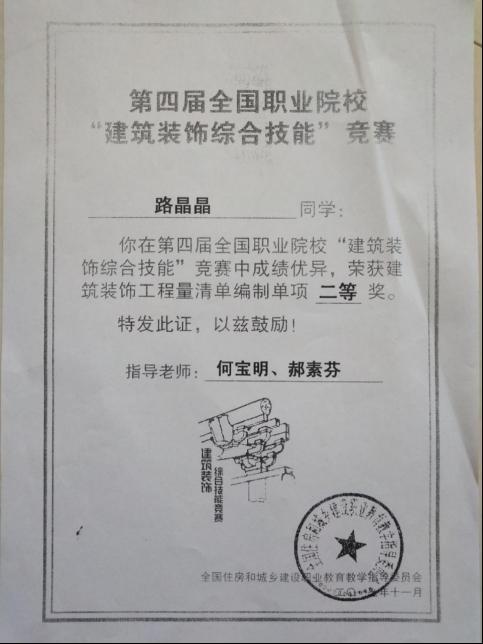 第四届全国职业院校
“建筑装饰综合技能”竞赛
路晶晶 同学：
你在第四届全国职业院校“建筑装
饰综合技能”竞赛中成绩优异，荣获建
筑装饰工程量清单编制单项 二等 奖。
特发此证，以兹鼓励！
指导老师： 何宝明、郝素芬
建筑装饰
综合技能竞赛
全国住房和城乡建设职业教育教学指导委员会
年十一月